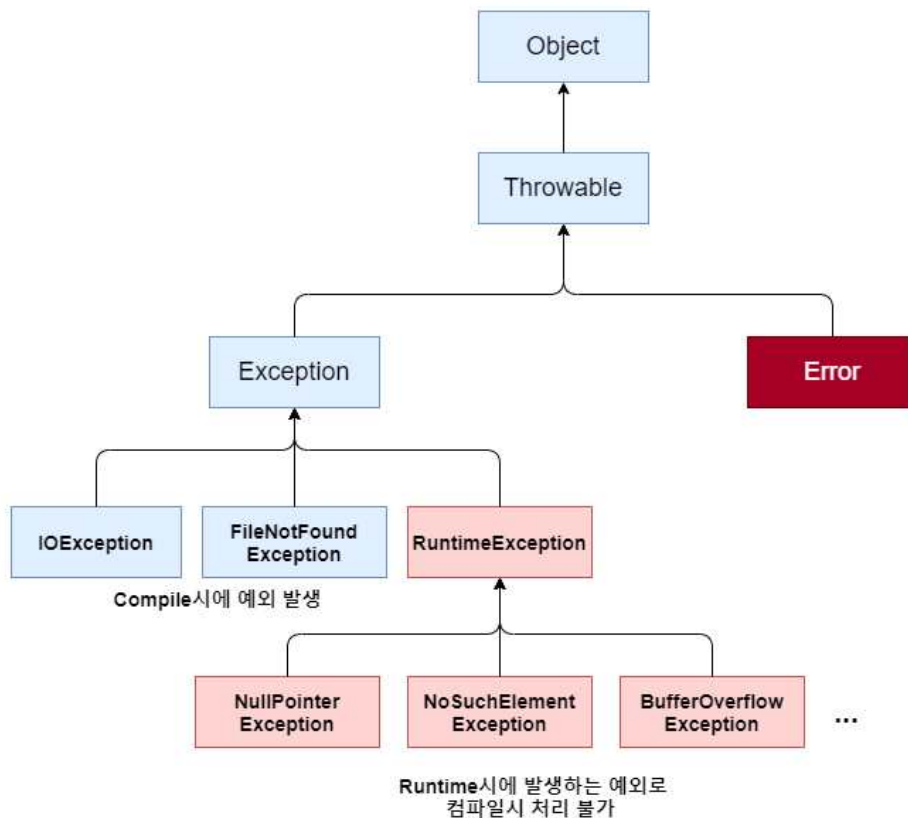 Object
Throwable
Exception
Error
IOException
FileNotFound
Exception
RuntimeException
Compile시에 예외 발생
NullPointer
Exception
NoSuchElement
Exception
BufferOverflow
Exception
...
Runtime시에 발생하는 예외로
컴파일시 처리 불가